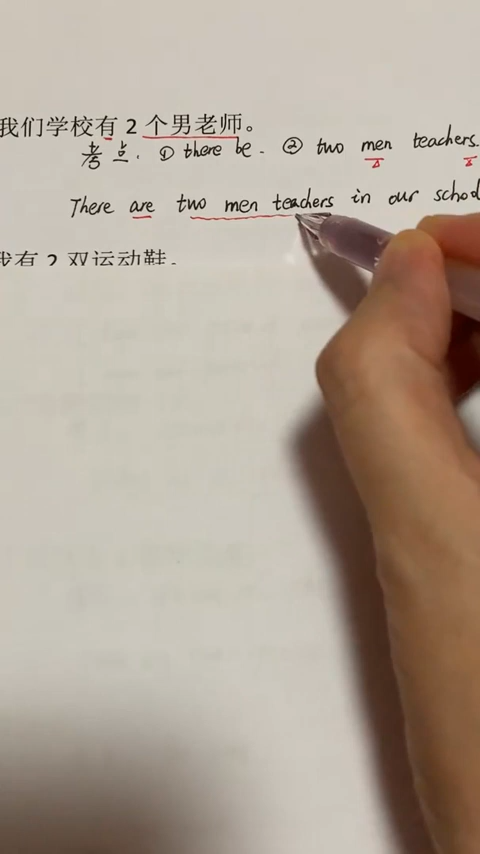 我们学校有 2 个男老师。
考点. ① there be. ② two men teachers.
There are two men teachers in our school
我有 2 双运动鞋.